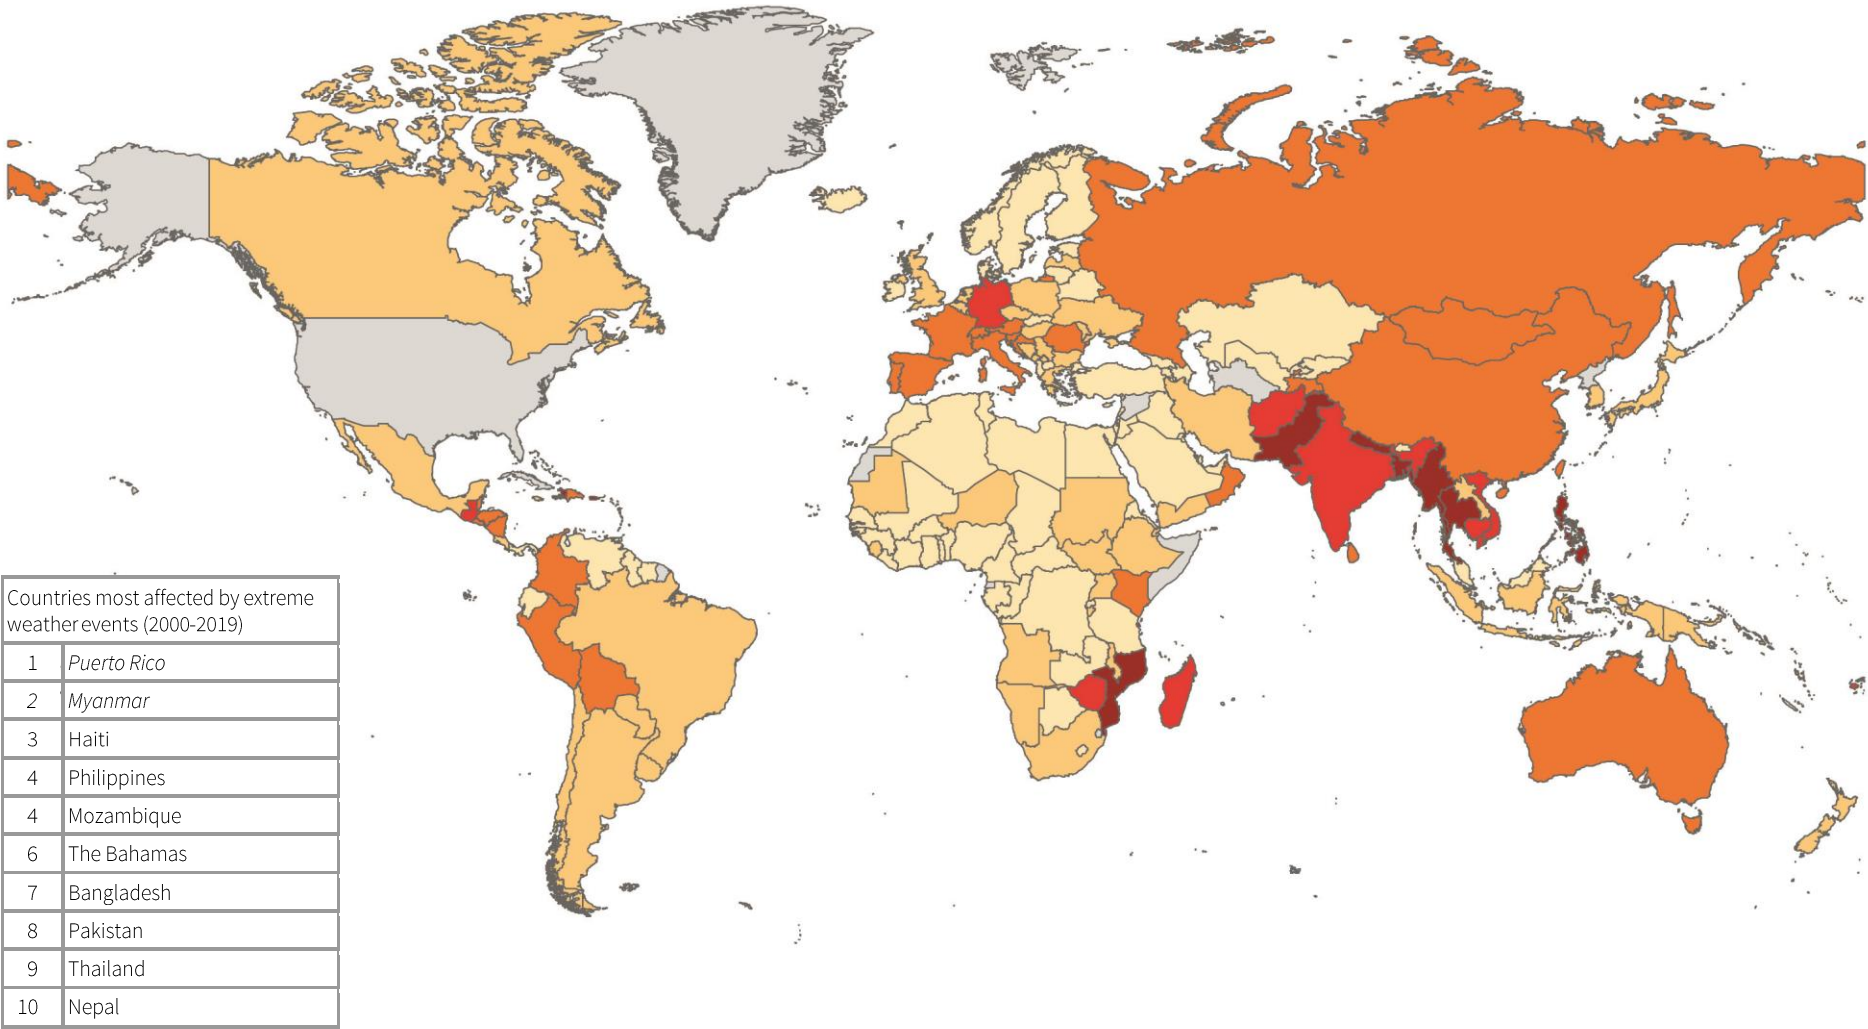 Countries most affected by extreme
weather events (2000-2019)
1 Puerto Rico
2 Myanmar
3 Haiti
4 Philippines
4 Mozambique
6 The Bahamas
7 Bangladesh
8 Pakistan
9 Thailand
10 Nepal